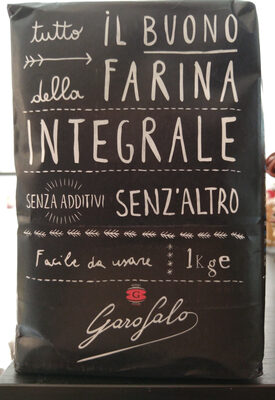 tutto iL BUONO
della FARINA
INTEGRALE
SENZA ADDITIVI SENZ'ALTRO
Facile da usare 1Kg e
G
Garofalo